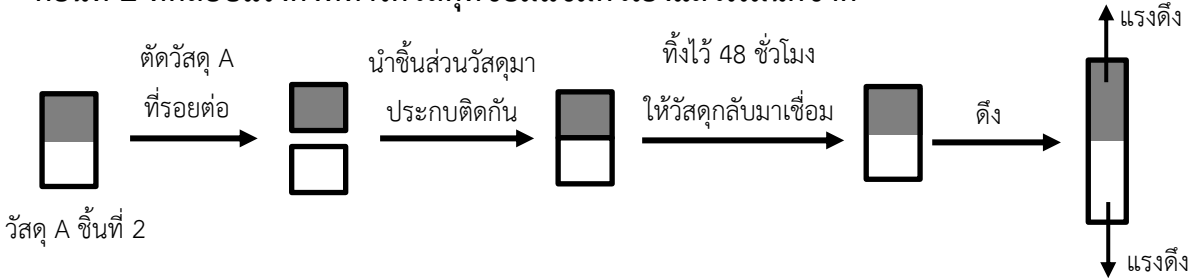 ตัดวัสดุ A
ที่รอยต่อ
นำชิ้นส่วนวัสดุมา
ประกบติดกัน
ทิ้งไว้ 48 ชั่วโมง
ให้วัสดุกลับมาเชื่อม
ดึง
แรงดึง
แรงดึง
วัสดุ A ชิ้นที่ 2